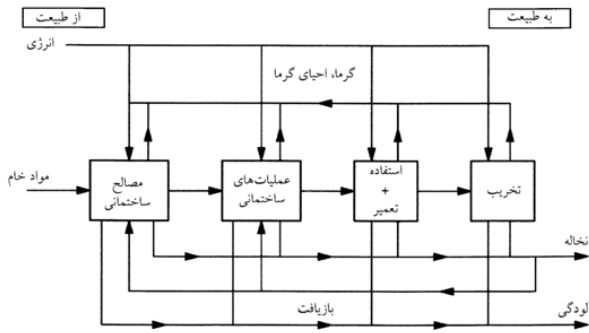 از طبیعت
به طبیعت
انرژی
گرما، احیای گرما
مواد خام
مصالح
ساختمانی
عملیات‌های
ساختمانی
استفاده
+
تعمیر
تخریب
نخاله
بازیافت
لودگی